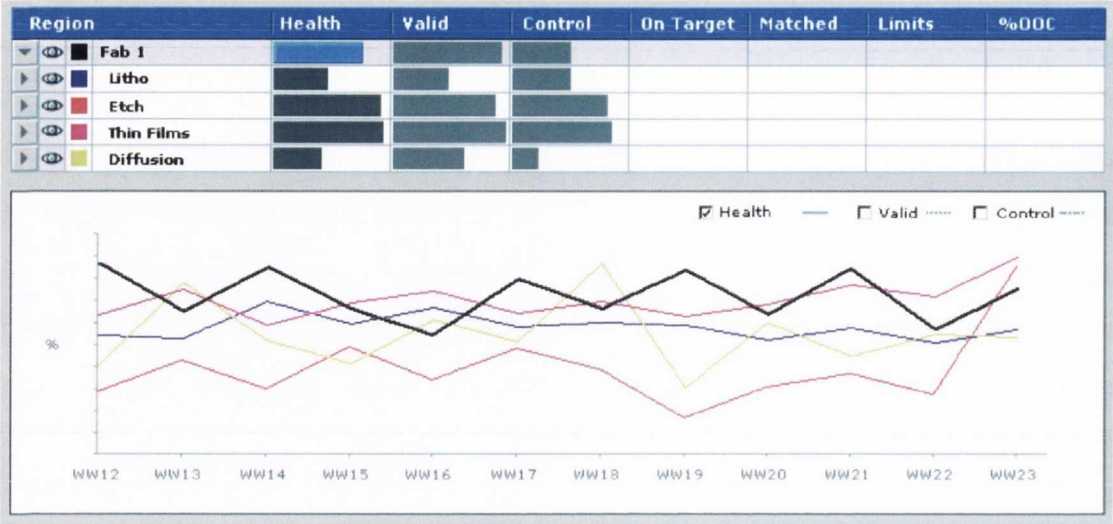 Region Health Valid Control On Target Matched Limits %OOC
Fab 1
Litho
Etch
Thin Films
Diffusion
Health Valid Control
%
WW12 WW13 WW14 WW15 WW16 WW17 WW18 WW19 WW20 WW21 WW22 WW23